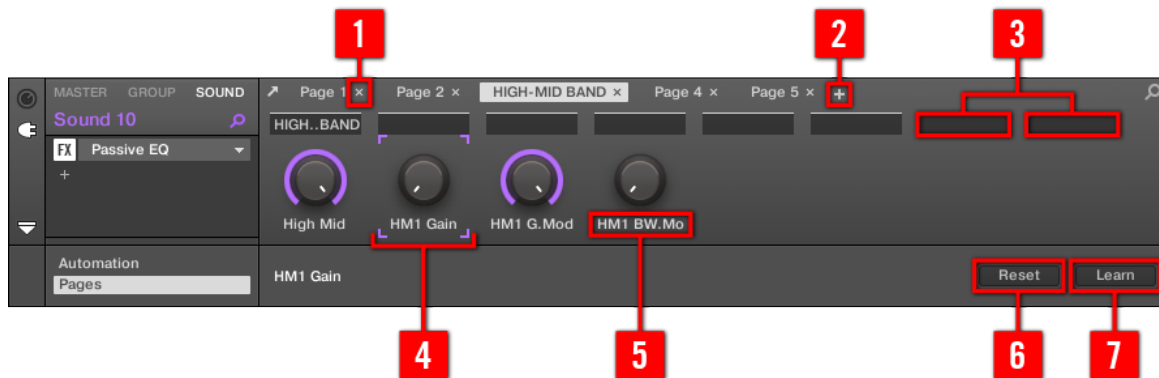 1 2 3
MASTER GROUP SOUND Page 1 × Page 2 × HIGH-MID BAND × Page 4 × Page 5 × +
Sound 10 HIGH..BAND
FX Passive EQ
+
High Mid HM1 Gain HM1 G.Mod HM1 BW.Mo
Automation
Pages HM1 Gain Reset Learn
4 5 6 7